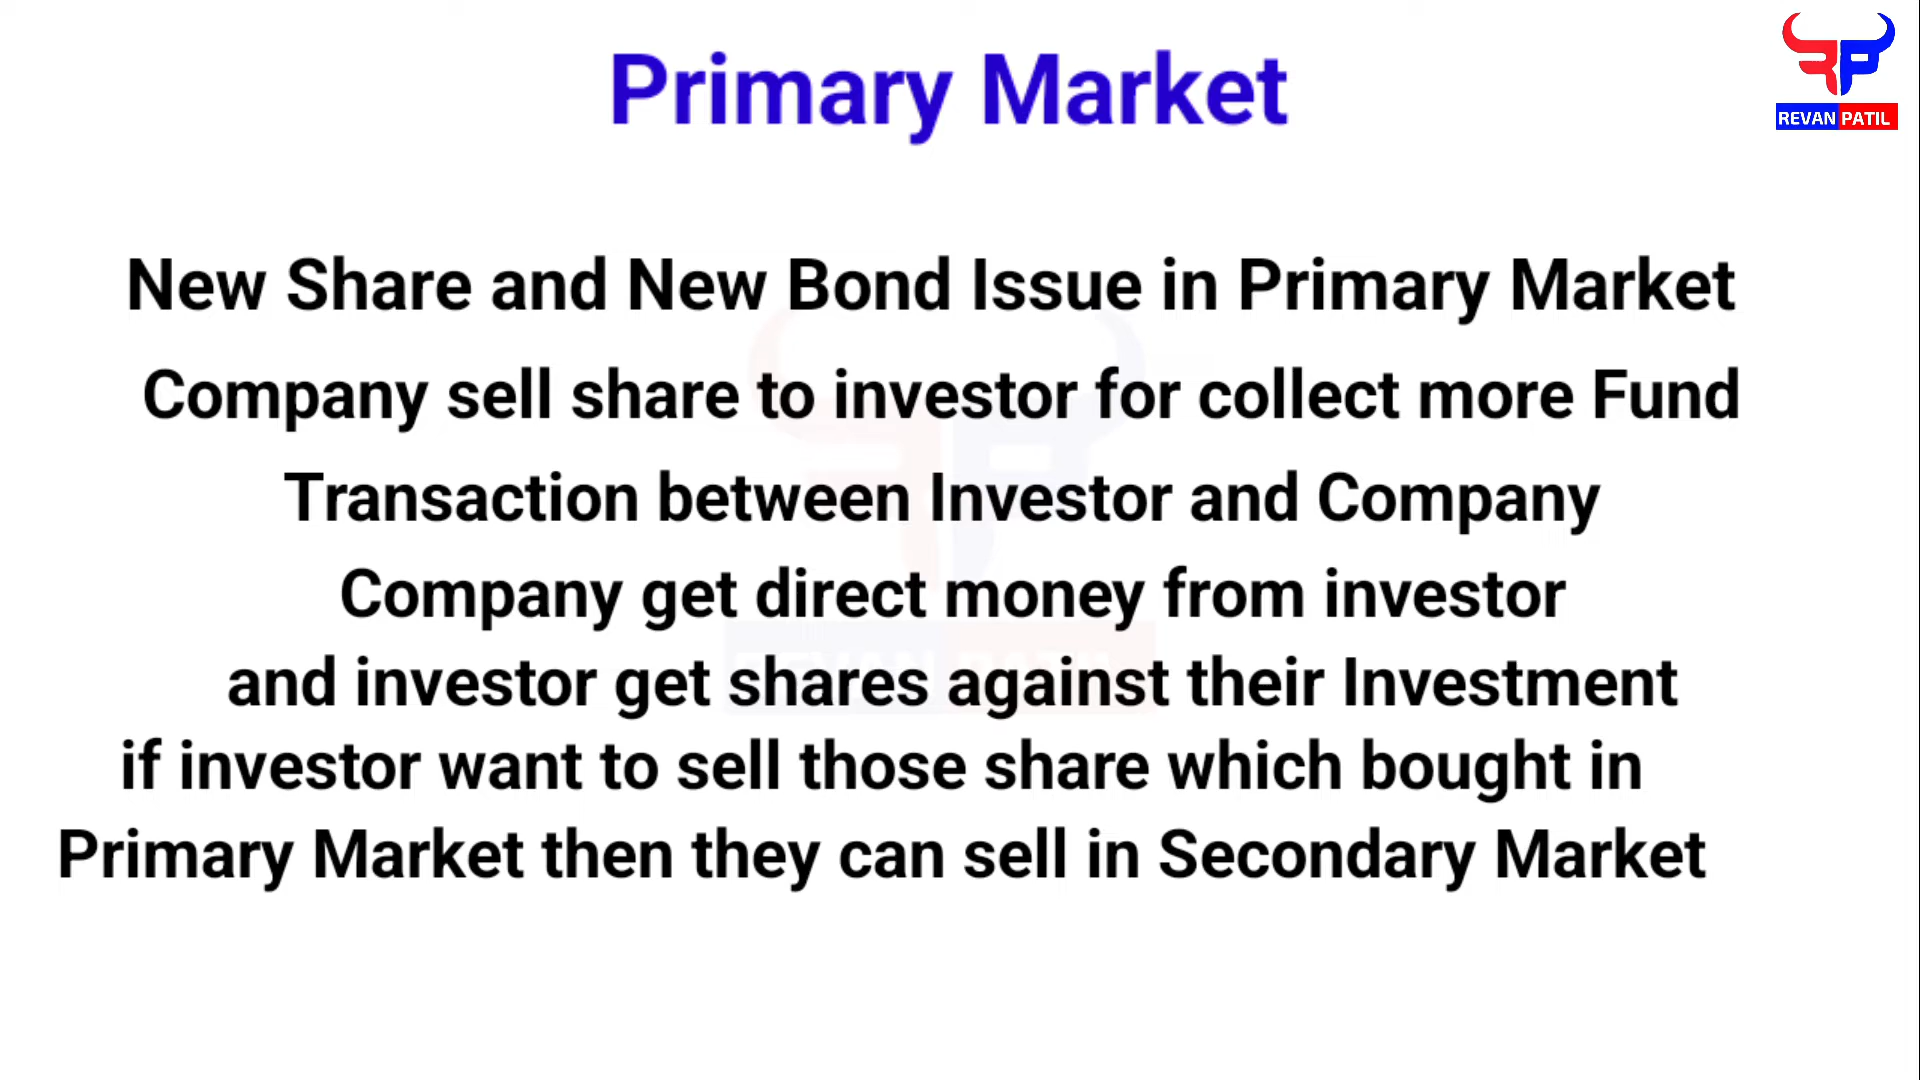 Primary Market
REVAN PATIL
New Share and New Bond Issue in Primary Market
Company sell share to investor for collect more Fund
Transaction between Investor and Company
Company get direct money from investor
and investor get shares against their Investment
if investor want to sell those share which bought in
Primary Market then they can sell in Secondary Market